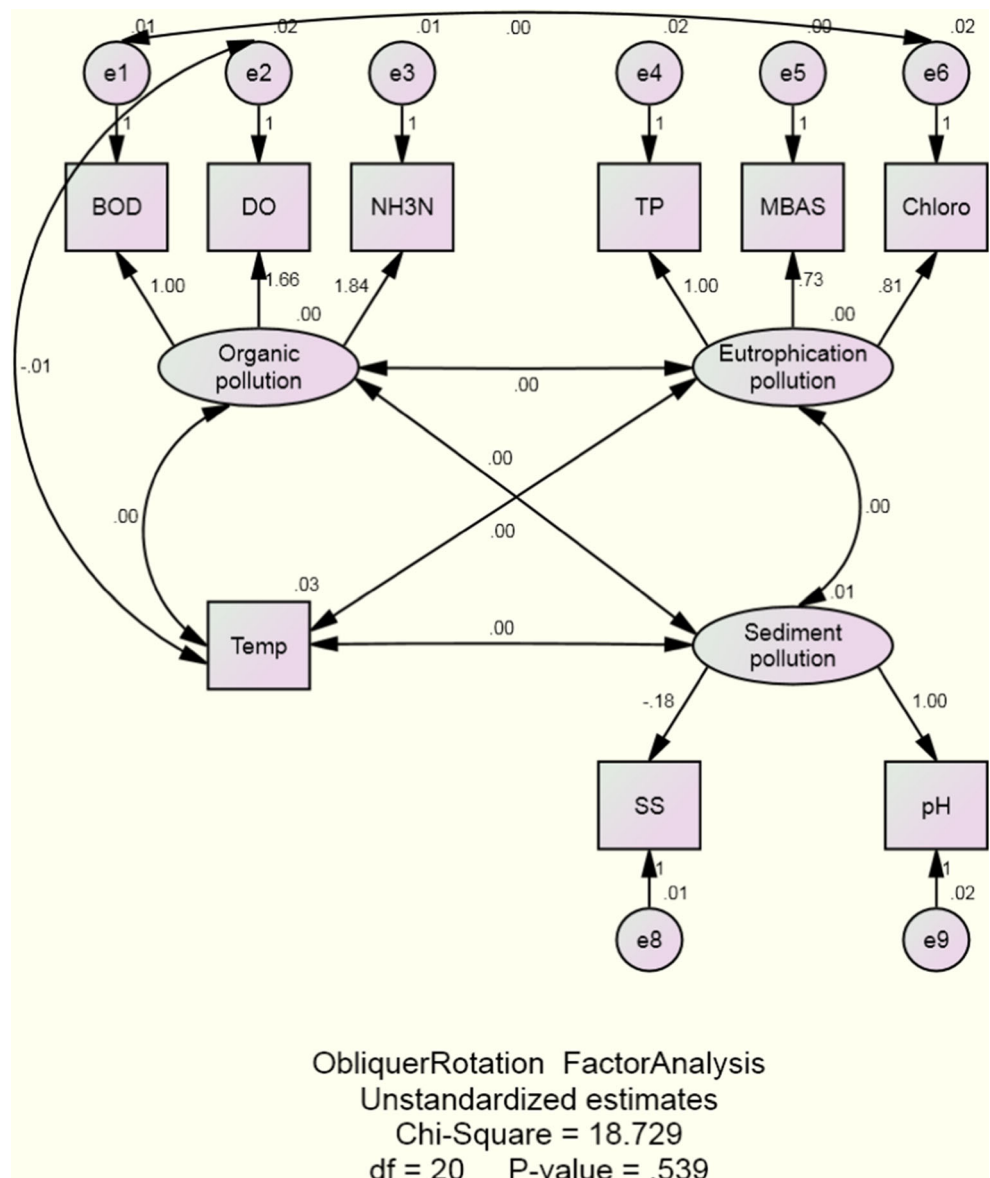 .01 .02 .01 .00 .02 .00 .02
e1 e2 e3 e4 e5 e6
1 1 1 1 1 1
BOD DO NH3N TP MBAS Chloro
1.00 1.66 1.84 1.00 .73 .81
.00 .00
Organic
pollution
Eutrophication
pollution
-.01
.00
.00
.00 .00
.00
.03 .01
Temp
.00
Sediment
pollution
-.18 1.00
SS pH
1 1
.01 .02
e8 e9
ObliquerRotation FactorAnalysis
Unstandardized estimates
Chi-Square = 18.729
df = 20 P-value = .539